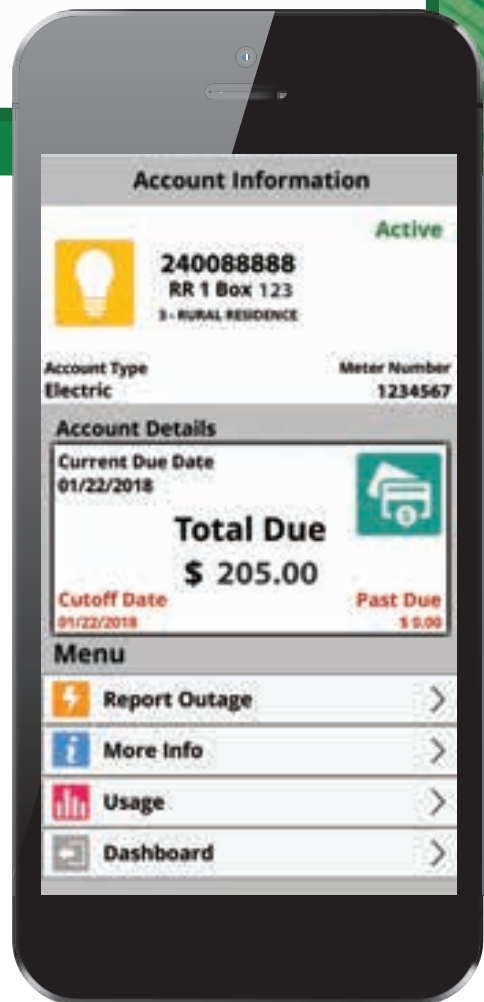 Account Information
Active
240088888
RR 1 Box 123
3 - RURAL RESIDENCE
Account Type
Meter Number
Electric
1234567
Account Details
Current Due Date
01/22/2018
Total Due
$ 205.00
Cutoff Date
Past Due
01/22/2018
$ 0.00
Menu
Report Outage
More Info
Usage
Dashboard